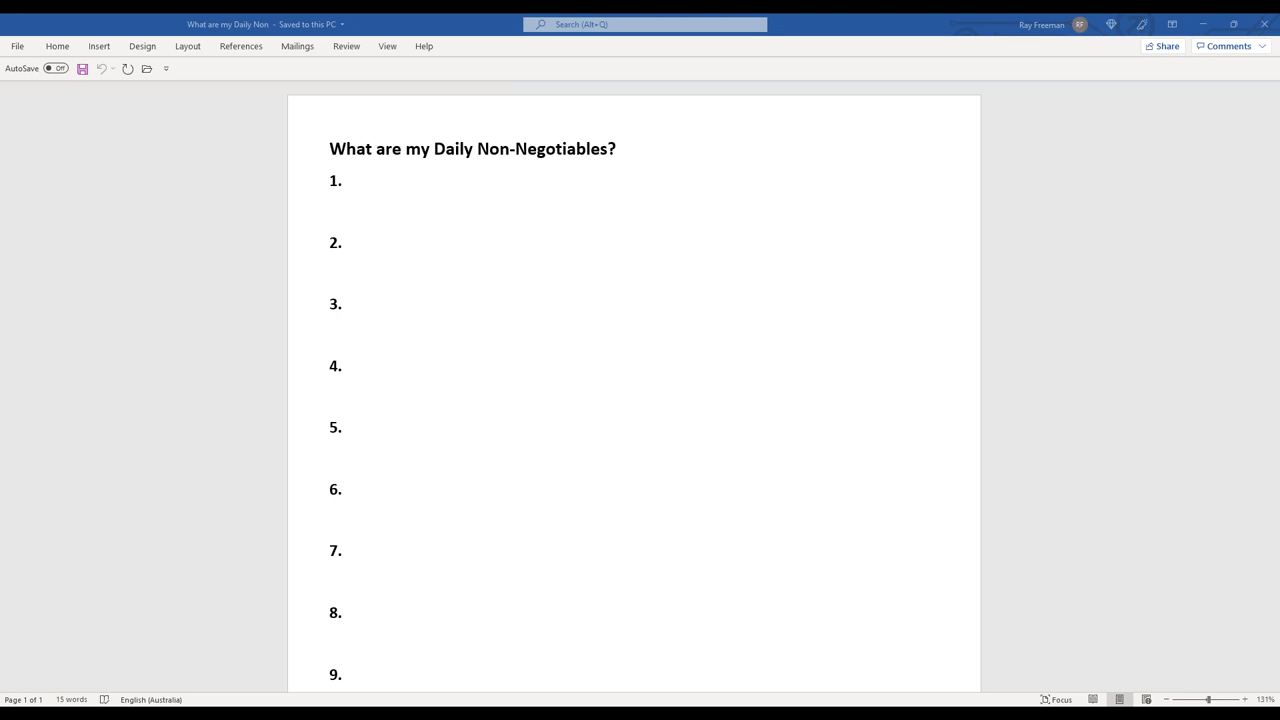 What are my Daily Non - Saved to this PC
Search (Alt+Q)
Ray Freeman
RF
File Home Insert Design Layout References Mailings Review View Help
Share Comments
AutoSave Off
What are my Daily Non-Negotiables?
1.
2.
3.
4.
5.
6.
7.
8.
9.
Page 1 of 1 15 words English (Australia) Focus 131%